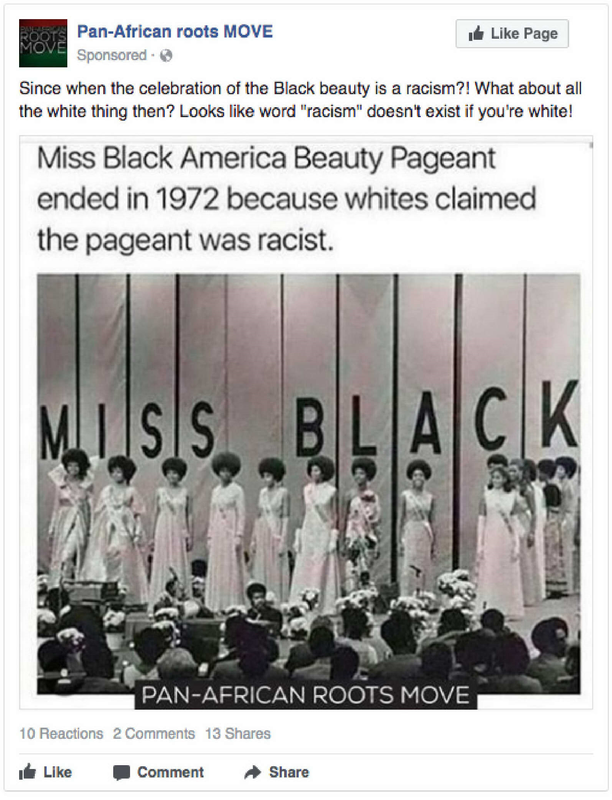 PAN-AFRICAN
ROOTS
MOVE
Pan-African roots MOVE
Like Page
Sponsored ·
Since when the celebration of the Black beauty is a racism?! What about all
the white thing then? Looks like word "racism" doesn't exist if you're white!
Miss Black America Beauty Pageant
ended in 1972 because whites claimed
the pageant was racist.
MISS BLACK
PAN-AFRICAN ROOTS MOVE
10 Reactions 2 Comments 13 Shares
Like Comment Share